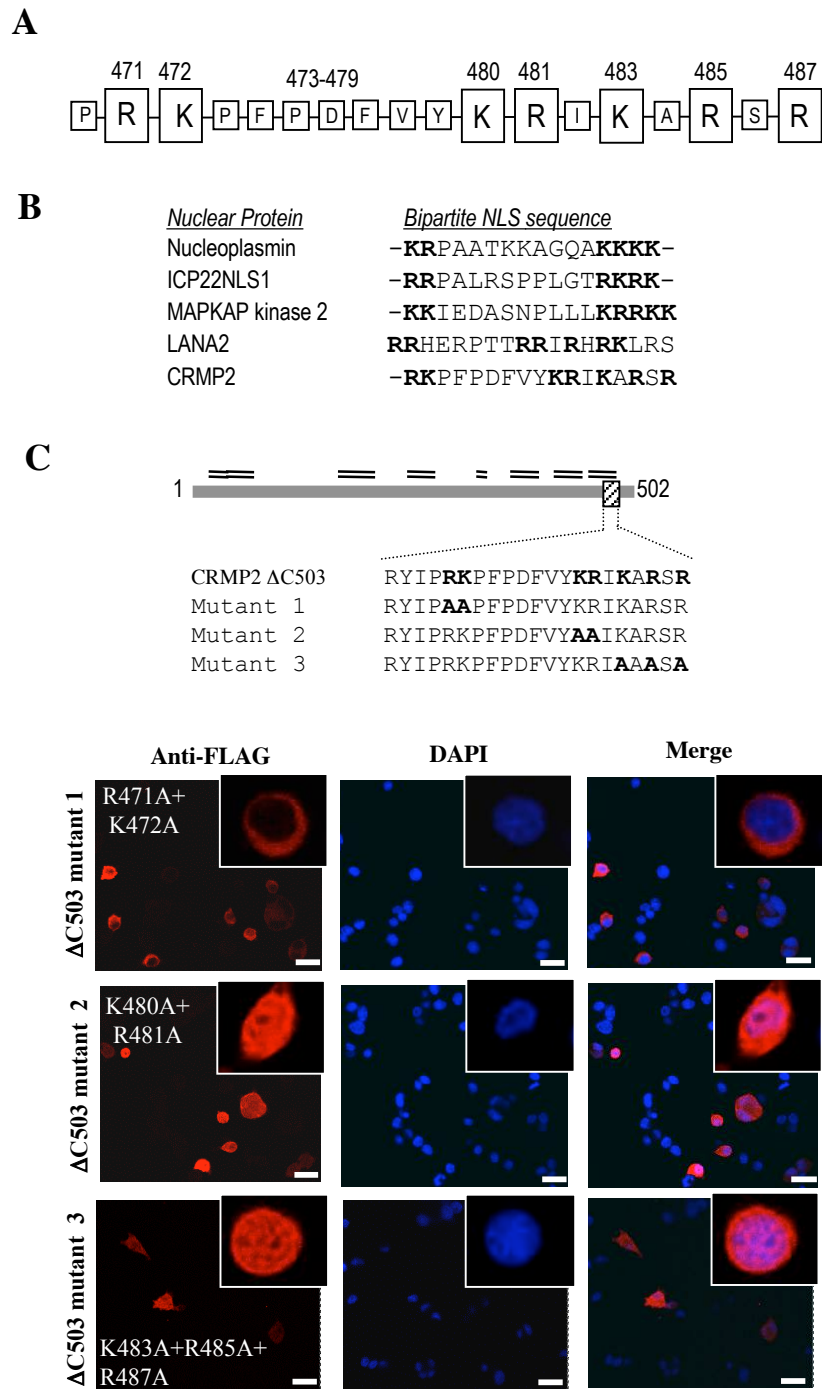 A
471 472 473-479 480 481 483 485 487
P R K P F P D F V Y K R I K A R S R
B
Nuclear Protein Bipartite NLS sequence
Nucleoplasmin –KRPAATKKAGQAKKKK–
ICP22NLS1 –RRPALRSPPLGTRKRK–
MAPKAP kinase 2 –KKIEDASNPLLLKRRKK
LANA2 RRHERPTTRRIRHRKLRS
CRMP2 –RKPFPDFVYKRIKARSR
C
1 502
CRMP2 ΔC503 RYIPRKPFPDFVYKRIKARSR
Mutant 1 RYIPAAPFPDFVYKRIKARSR
Mutant 2 RYIPRKPFPDFVYAAIKARSR
Mutant 3 RYIPRKPFPDFVYKRIAAASA
Anti-FLAG DAPI Merge
ΔC503 mutant 1
R471A+
K472A
ΔC503 mutant 2
K480A+
R481A
ΔC503 mutant 3
K483A+R485A+
R487A